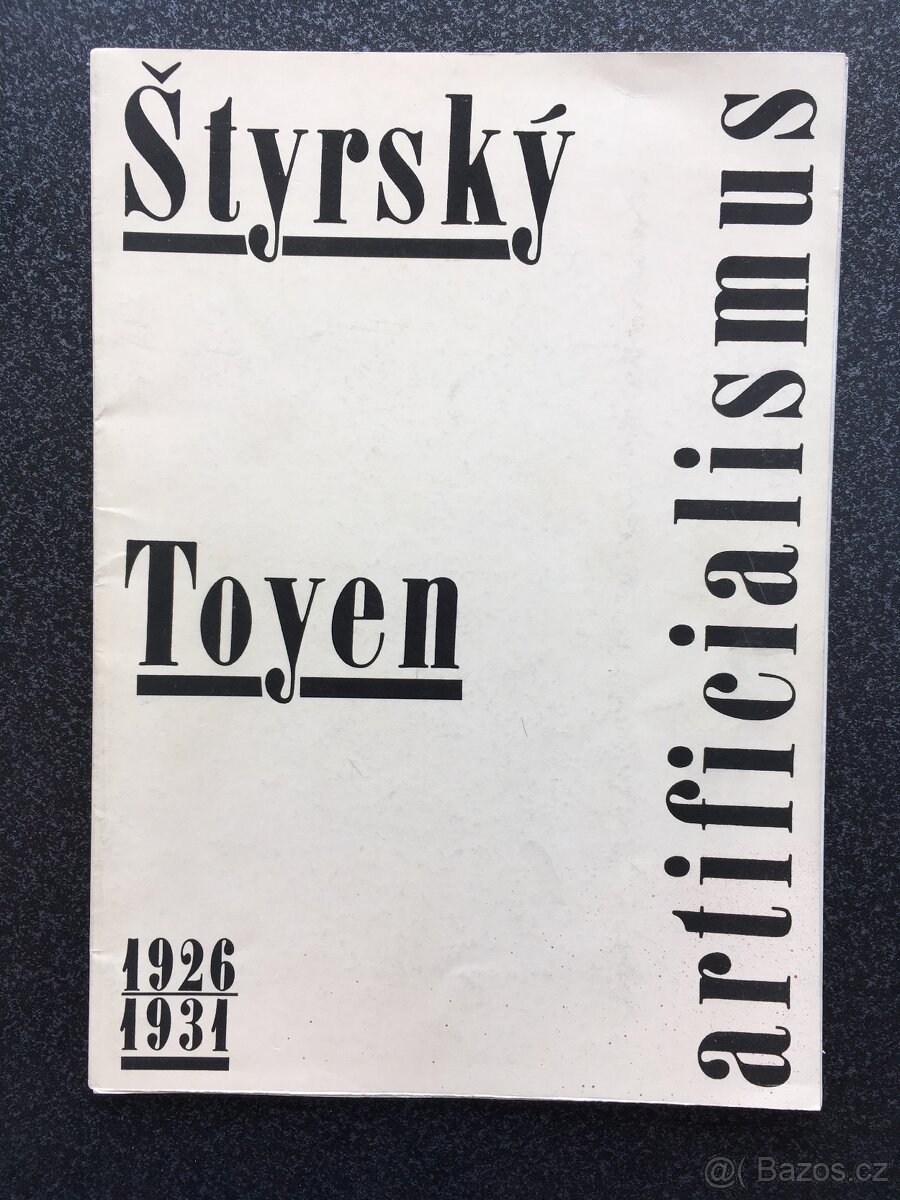 Štyrský
Toyen
1926
1931
artificialismus
@( Bazos.cz